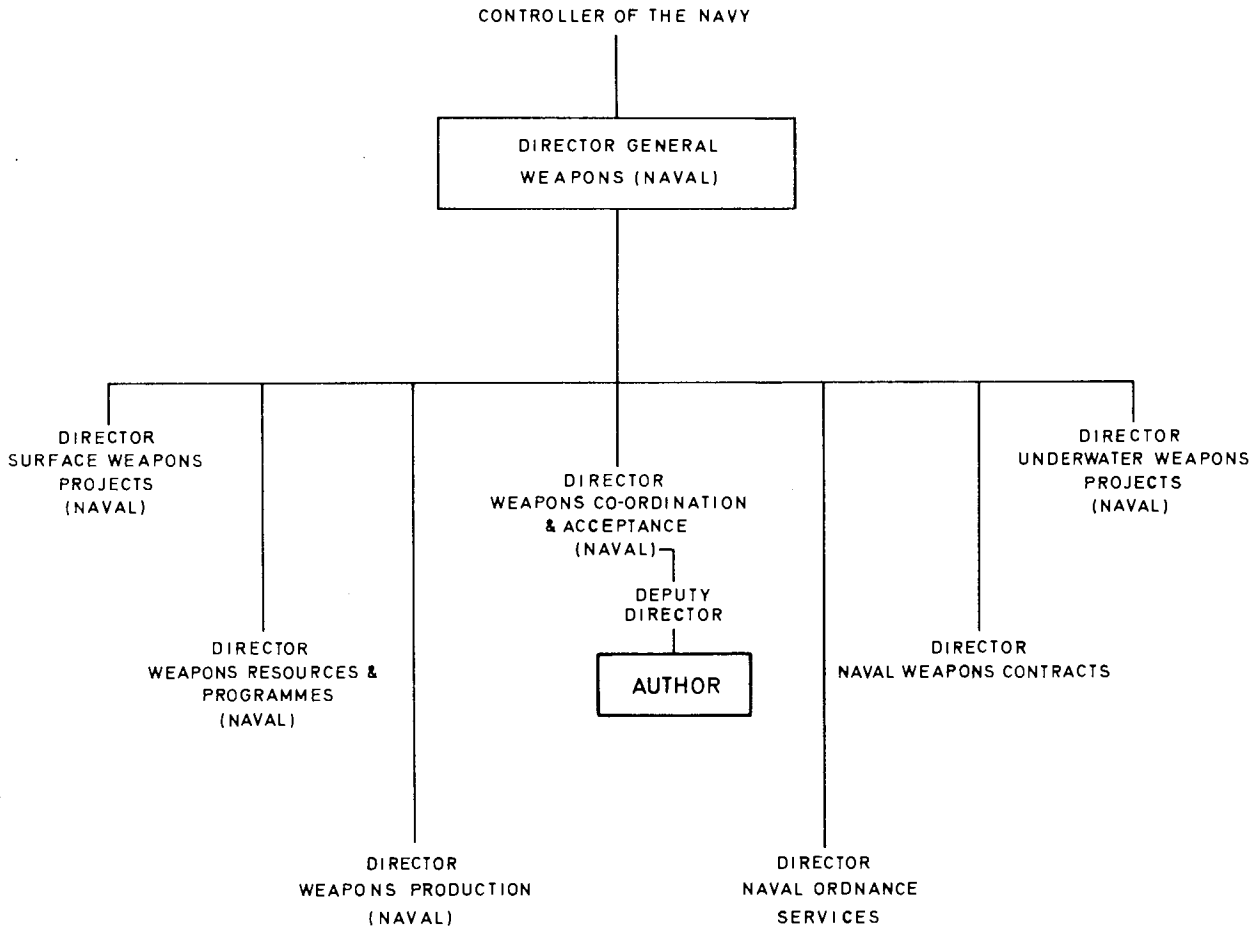 CONTROLLER OF THE NAVY
DIRECTOR GENERAL
WEAPONS (NAVAL)
DIRECTOR
SURFACE WEAPONS
PROJECTS
(NAVAL)
DIRECTOR
WEAPONS RESOURCES &
PROGRAMMES
(NAVAL)
DIRECTOR
WEAPONS PRODUCTION
(NAVAL)
DIRECTOR
WEAPONS CO-ORDINATION
& ACCEPTANCE
(NAVAL)
DEPUTY
DIRECTOR
AUTHOR
DIRECTOR
NAVAL ORDNANCE
SERVICES
DIRECTOR
NAVAL WEAPONS CONTRACTS
DIRECTOR
UNDERWATER WEAPONS
PROJECTS
(NAVAL)